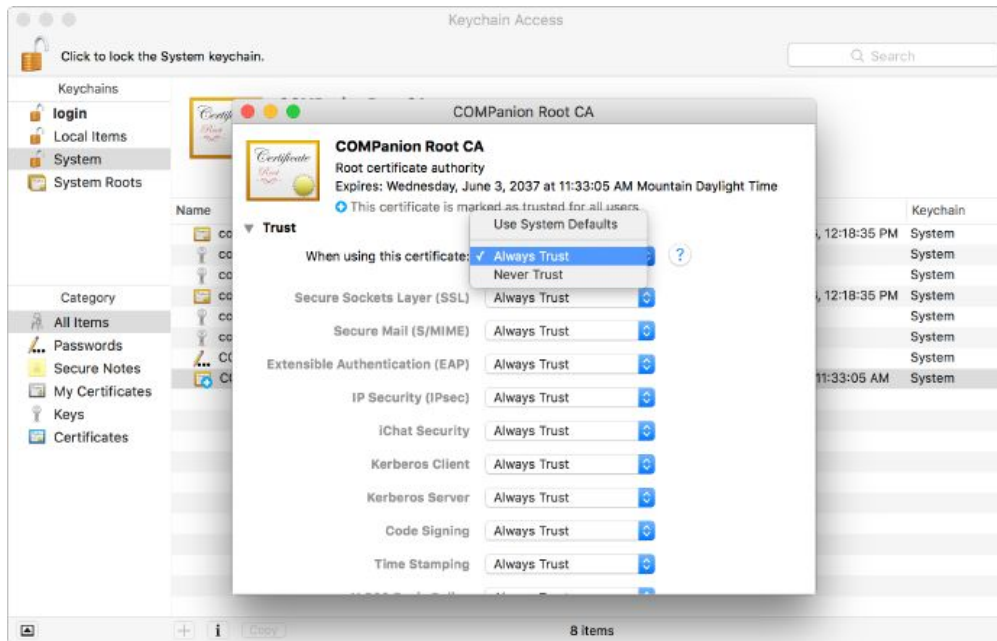 Keychain Access
Click to lock the System keychain.
Search
Keychains
login
Local Items
System
System Roots
Category
All Items
Passwords
Secure Notes
My Certificates
Keys
Certificates
Name
Keychain
12:18:35 PM System
System
System
12:18:35 PM System
System
System
System
11:33:05 AM System
COMPanion Root CA
Certificate
Root
COMPanion Root CA
Root certificate authority
Expires: Wednesday, June 3, 2037 at 11:33:05 AM Mountain Daylight Time
This certificate is marked as trusted for all users
Trust
Use System Defaults
When using this certificate: ✓ Always Trust
Never Trust
Secure Sockets Layer (SSL) Always Trust
Secure Mail (S/MIME) Always Trust
Extensible Authentication (EAP) Always Trust
IP Security (IPsec) Always Trust
iChat Security Always Trust
Kerberos Client Always Trust
Kerberos Server Always Trust
Code Signing Always Trust
Time Stamping Always Trust
Copy
8 items